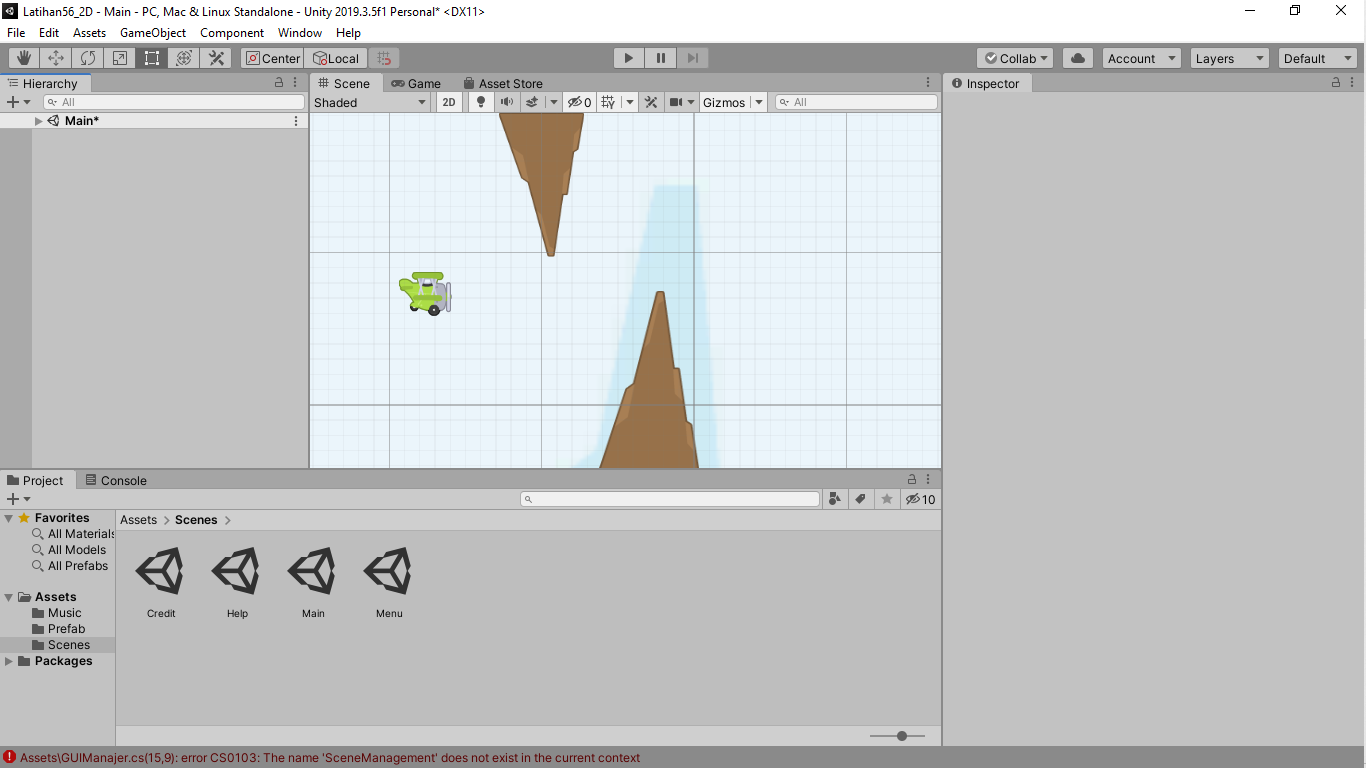 Latihan56_2D - Main - PC, Mac & Linux Standalone - Unity 2019.3.5f1 Personal* <DX11>
File Edit Assets GameObject Component Window Help
Center Local Collab Account Layers Default
Hierarchy
All
Main*
Scene Game Asset Store
Shaded 2D 0 Gizmos All
Inspector
Project Console
10
Favorites
All Materials
All Models
All Prefabs
Assets
Music
Prefab
Scenes
Packages
Assets > Scenes >
Credit Help Main Menu
Assets\GUIManajer.cs(15,9): error CS0103: The name 'SceneManagement' does not exist in the current context